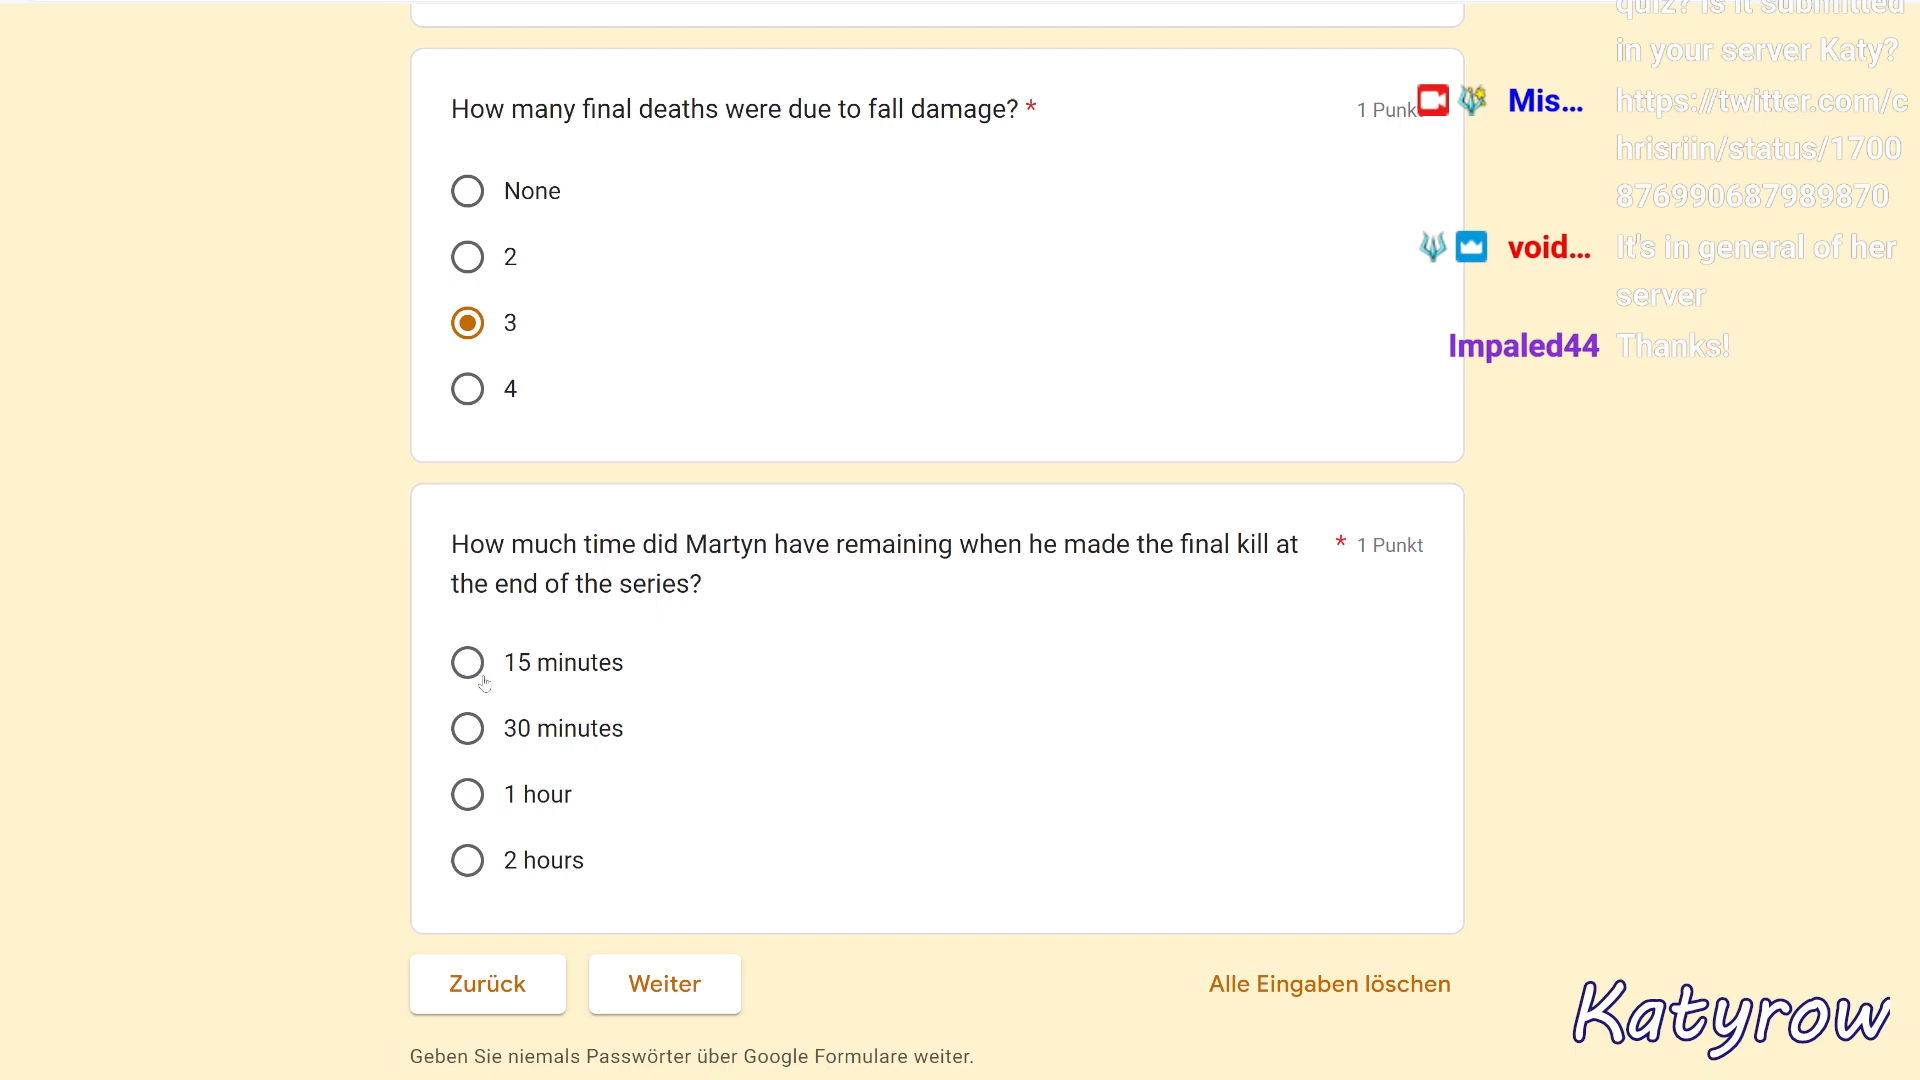 How many final deaths were due to fall damage? *
1 Punk
None
2
3
4
How much time did Martyn have remaining when he made the final kill at
the end of the series?
* 1 Punkt
15 minutes
30 minutes
1 hour
2 hours
Zurück
Weiter
Alle Eingaben löschen
Geben Sie niemals Passwörter über Google Formulare weiter.
quiz? Is it submitted
in your server Katy?
Mis... https://twitter.com/c
hrisriin/status/1700
876990687989870
void... It's in general of her
server
Impaled44 Thanks!
Katyrow